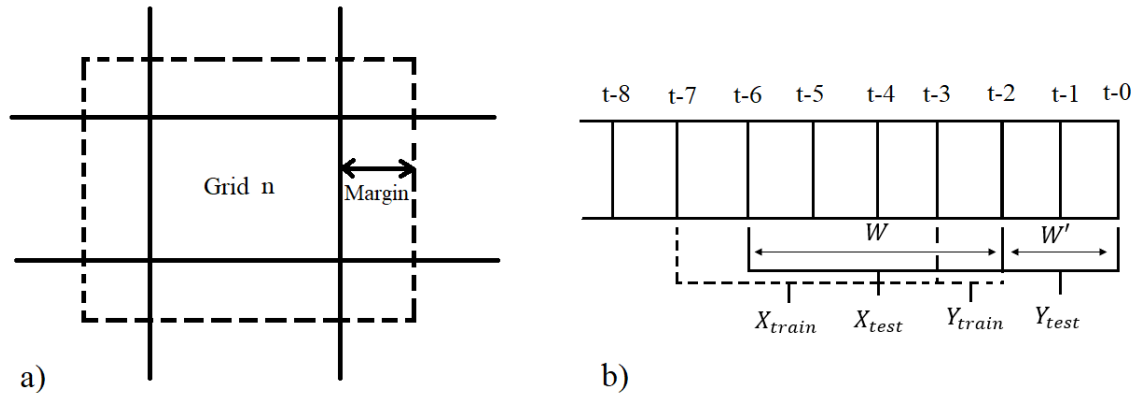 Grid n
Margin
a)
t-8 t-7 t-6 t-5 t-4 t-3 t-2 t-1 t-0
W W'
X_train X_test Y_train Y_test
b)